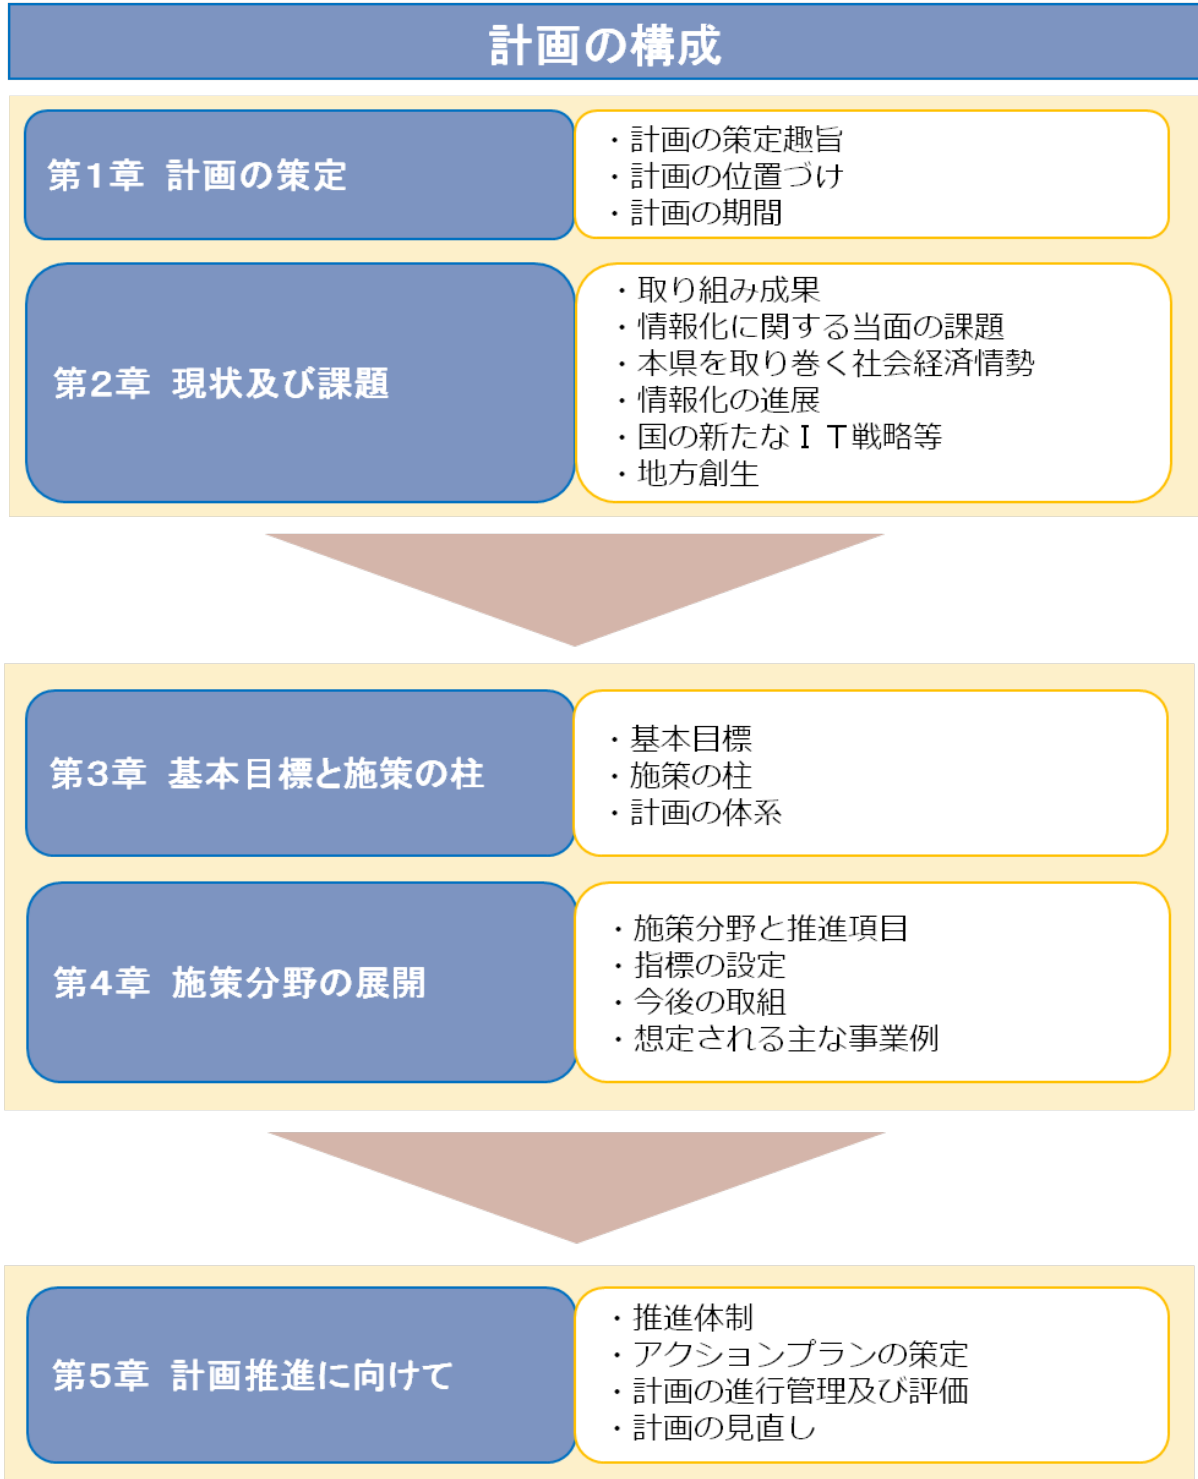 計画の構成
第1章 計画の策定
・計画の策定趣旨
・計画の位置づけ
・計画の期間
第2章 現状及び課題
・取り組み成果
・情報化に関する当面の課題
・本県を取り巻く社会経済情勢
・情報化の進展
・国の新たなＩＴ戦略等
・地方創生
第3章 基本目標と施策の柱
・基本目標
・施策の柱
・計画の体系
第4章 施策分野の展開
・施策分野と推進項目
・指標の設定
・今後の取組
・想定される主な事業例
第5章 計画推進に向けて
・推進体制
・アクションプランの策定
・計画の進行管理及び評価
・計画の見直し